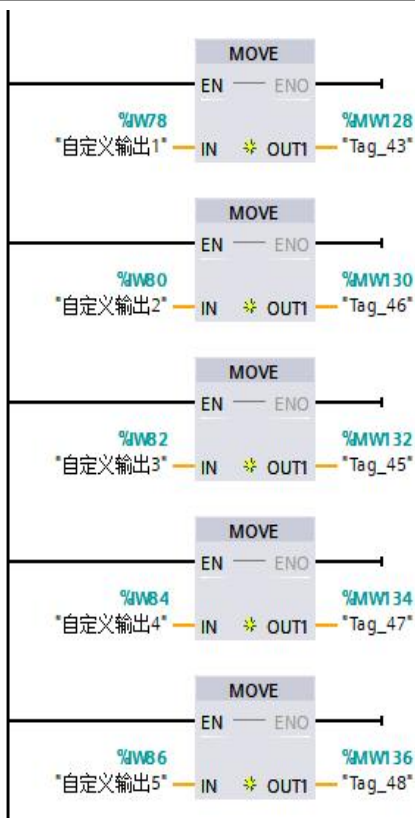 MOVE
EN ENO
%IW78 %MW128
"自定义输出1" IN OUT1 "Tag_43"
MOVE
EN ENO
%IW80 %MW130
"自定义输出2" IN OUT1 "Tag_46"
MOVE
EN ENO
%IW82 %MW132
"自定义输出3" IN OUT1 "Tag_45"
MOVE
EN ENO
%IW84 %MW134
"自定义输出4" IN OUT1 "Tag_47"
MOVE
EN ENO
%IW86 %MW136
"自定义输出5" IN OUT1 "Tag_48"